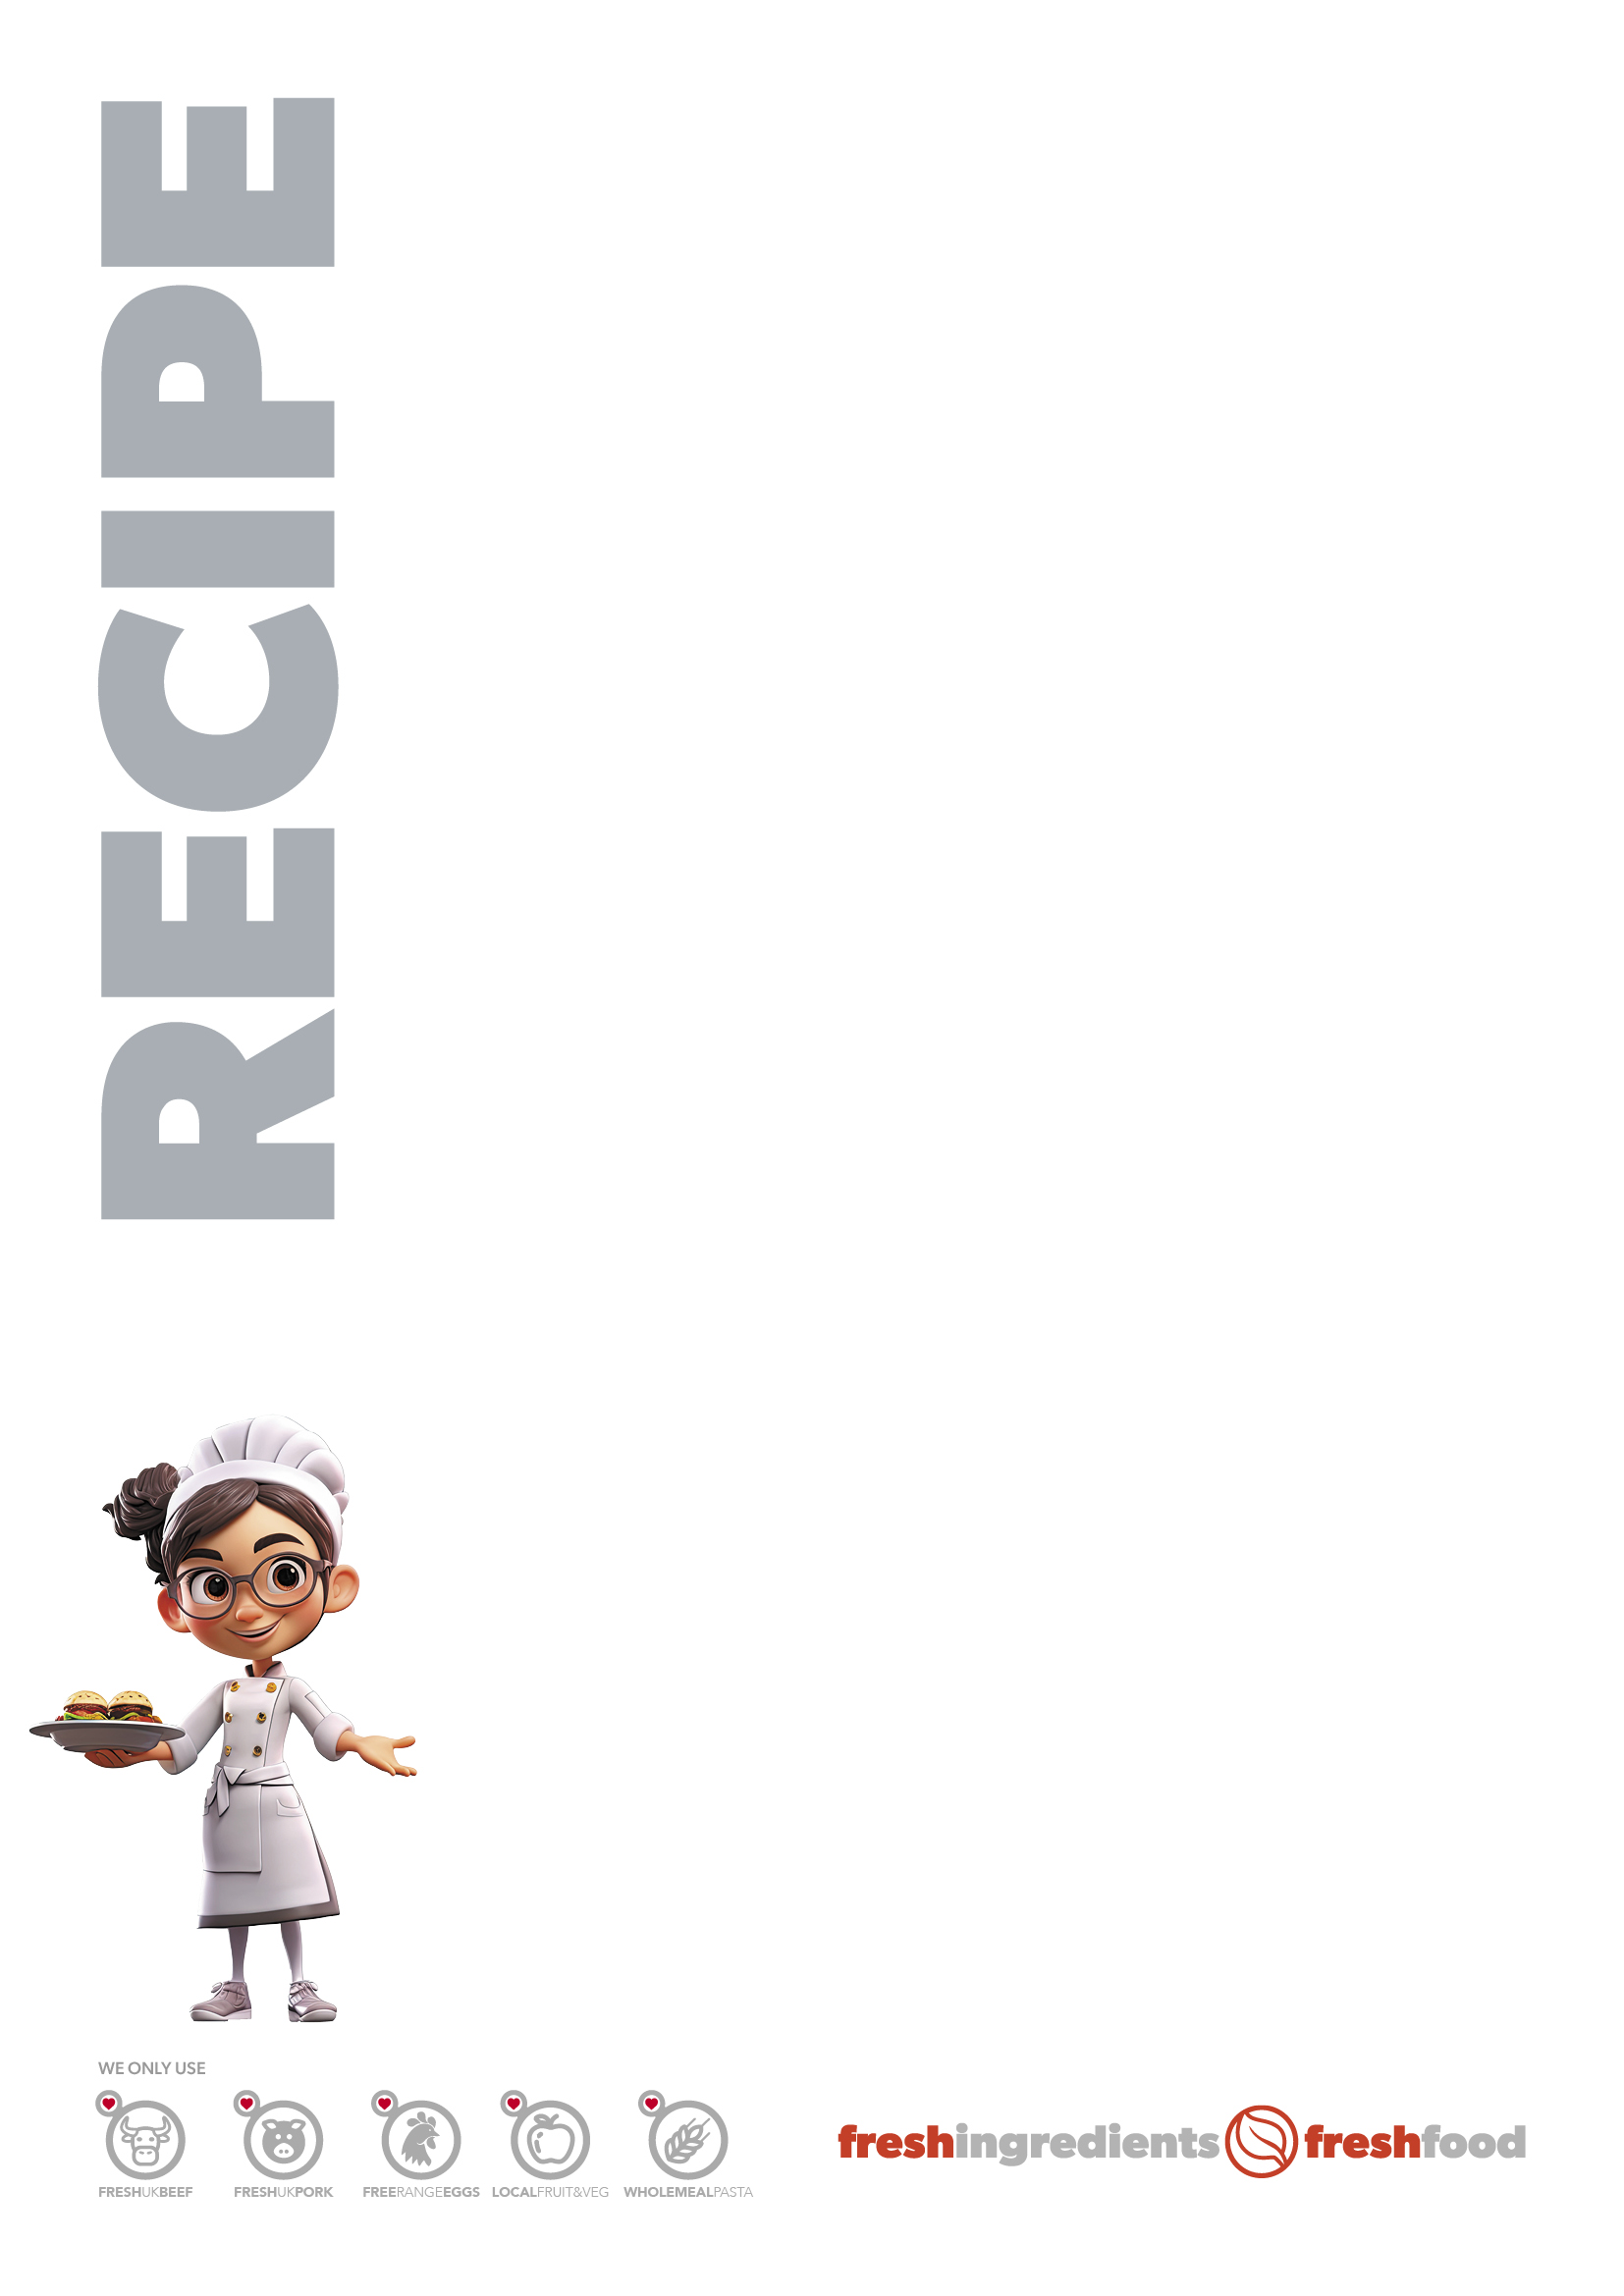 RECIPE
WE ONLY USE
FRESHUKBEEF FRESHUKPORK FREERANGEEGGS LOCALFRUIT&VEG WHOLEMEALPASTA
freshingredients freshfood